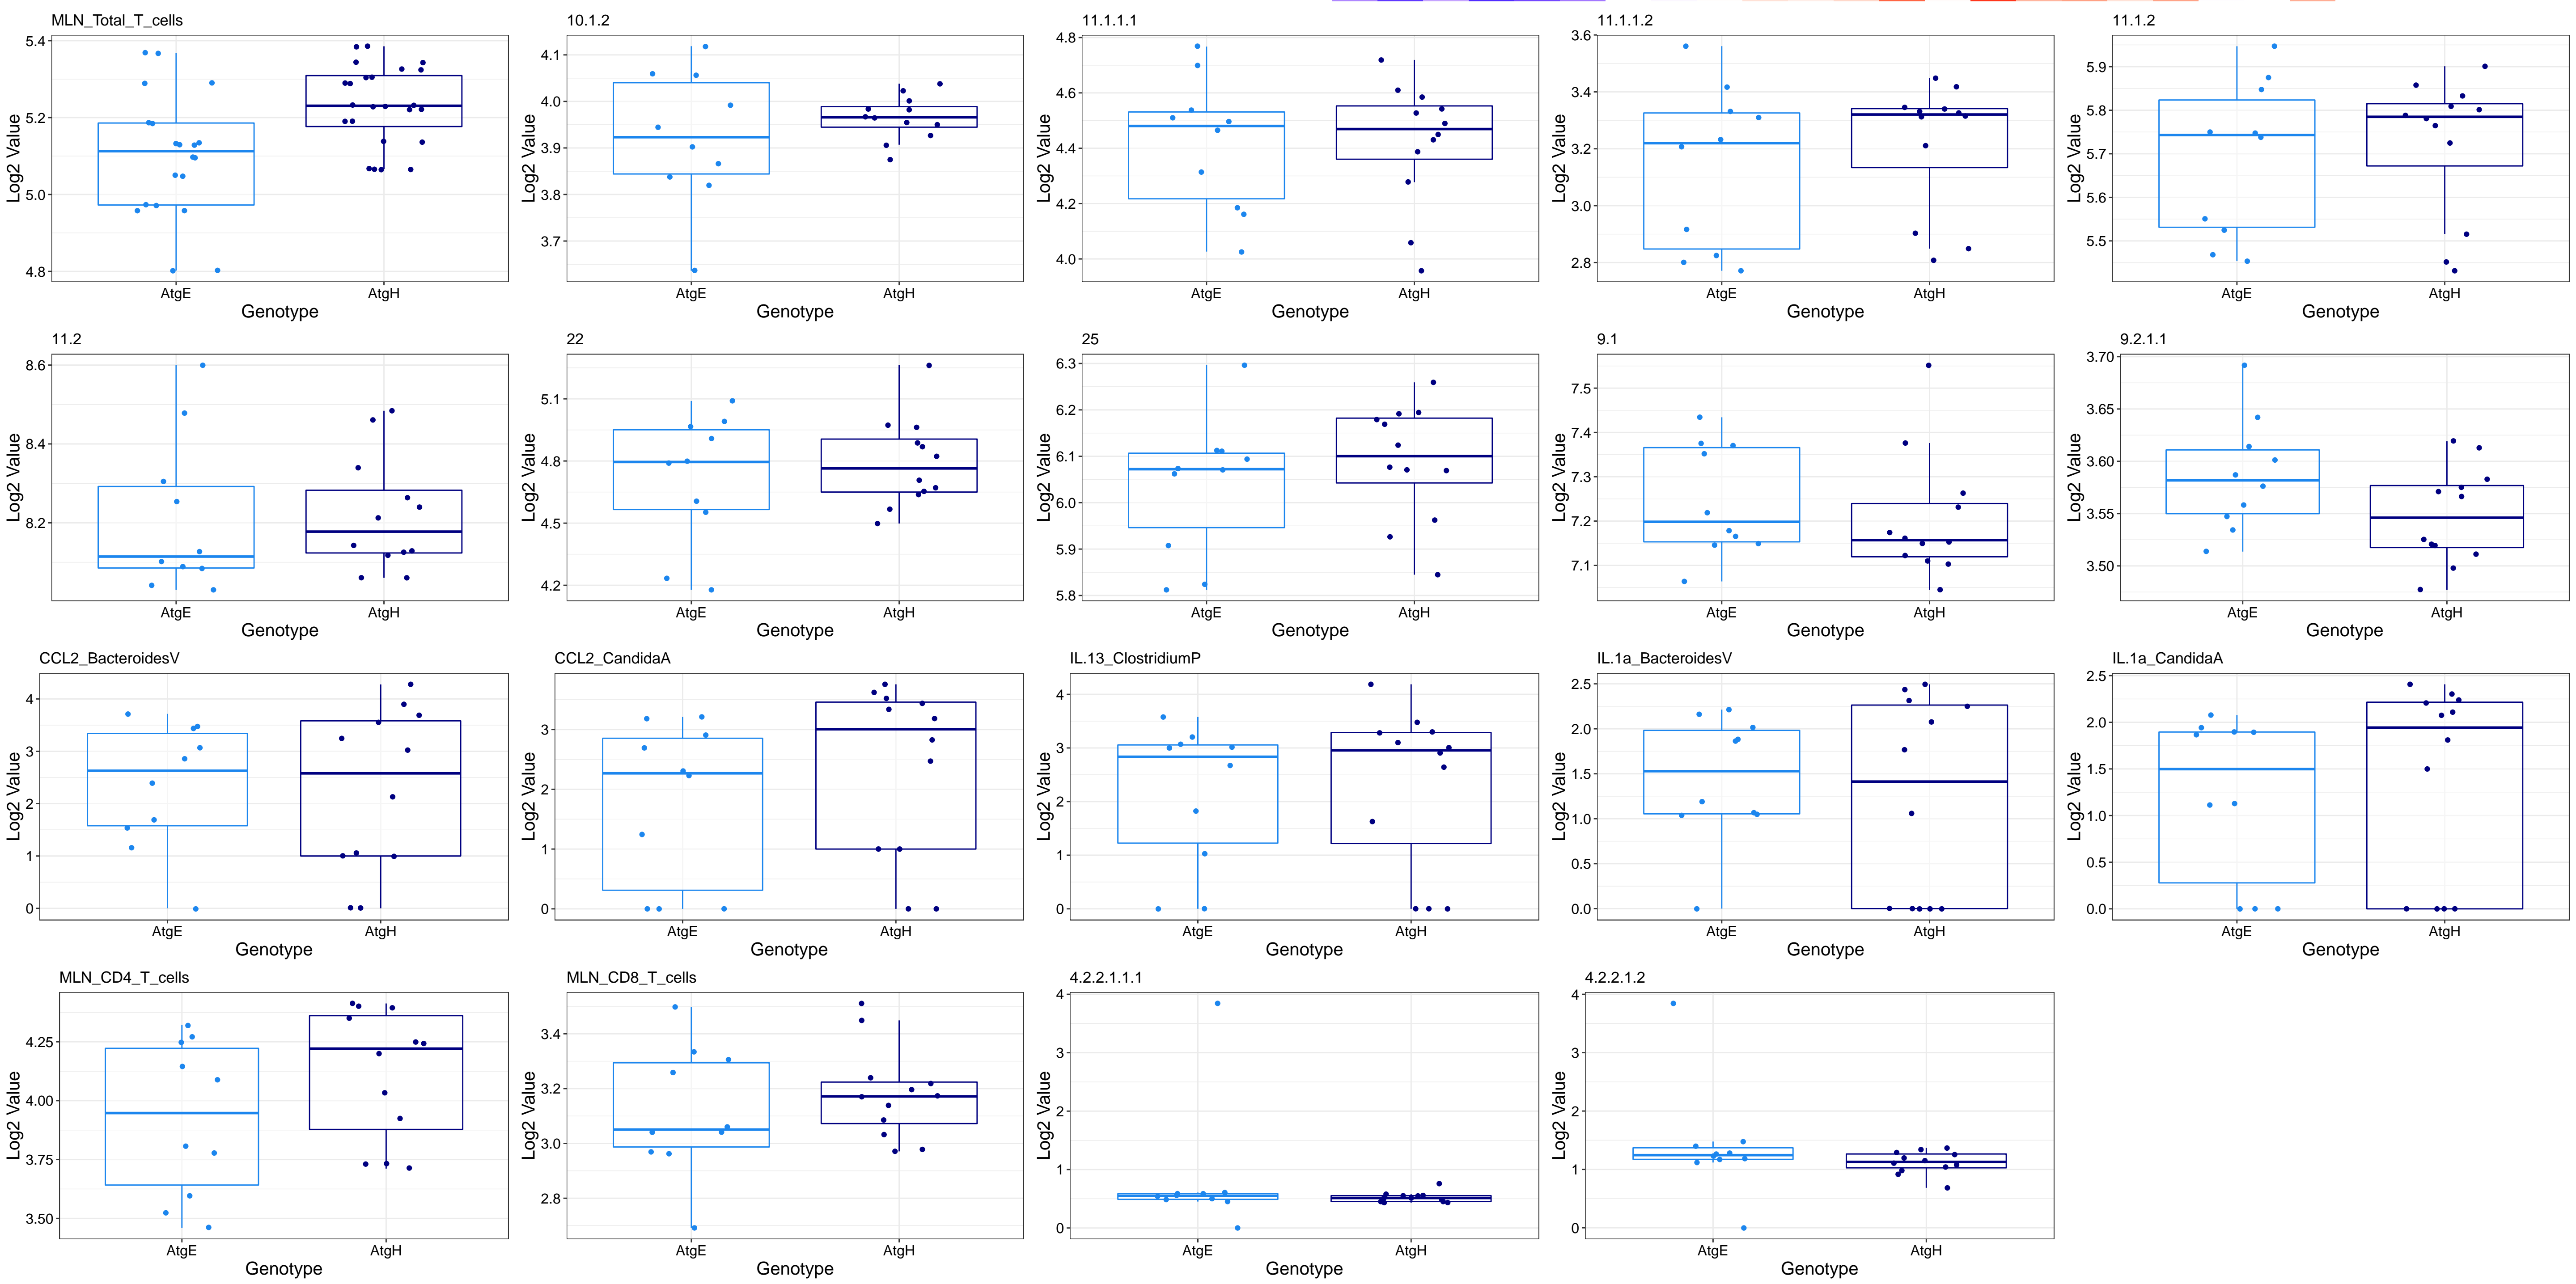 MLN_Total_T_cells
Log2 Value
5.4
5.2
5.0
4.8
AtgE AtgH
Genotype
10.1.2
Log2 Value
4.1
4.0
3.9
3.8
3.7
AtgE AtgH
Genotype
11.1.1.1
Log2 Value
4.8
4.6
4.4
4.2
4.0
AtgE AtgH
Genotype
11.1.1.2
Log2 Value
3.6
3.4
3.2
3.0
2.8
AtgE AtgH
Genotype
11.1.2
Log2 Value
5.9
5.8
5.7
5.6
5.5
AtgE AtgH
Genotype
11.2
Log2 Value
8.6
8.4
8.2
AtgE AtgH
Genotype
22
Log2 Value
5.1
4.8
4.5
4.2
AtgE AtgH
Genotype
25
Log2 Value
6.3
6.2
6.1
6.0
5.9
5.8
AtgE AtgH
Genotype
9.1
Log2 Value
7.5
7.4
7.3
7.2
7.1
AtgE AtgH
Genotype
9.2.1.1
Log2 Value
3.70
3.65
3.60
3.55
3.50
AtgE AtgH
Genotype
CCL2_BacteroidesV
Log2 Value
4
3
2
1
0
AtgE AtgH
Genotype
CCL2_CandidaA
Log2 Value
3
2
1
0
AtgE AtgH
Genotype
IL.13_ClostridiumP
Log2 Value
4
3
2
1
0
AtgE AtgH
Genotype
IL.1a_BacteroidesV
Log2 Value
2.5
2.0
1.5
1.0
0.5
0.0
AtgE AtgH
Genotype
IL.1a_CandidaA
Log2 Value
2.5
2.0
1.5
1.0
0.5
0.0
AtgE AtgH
Genotype
MLN_CD4_T_cells
Log2 Value
4.25
4.00
3.75
3.50
AtgE AtgH
Genotype
MLN_CD8_T_cells
Log2 Value
3.4
3.2
3.0
2.8
AtgE AtgH
Genotype
4.2.2.1.1.1
Log2 Value
4
3
2
1
0
AtgE AtgH
Genotype
4.2.2.1.2
Log2 Value
4
3
2
1
0
AtgE AtgH
Genotype